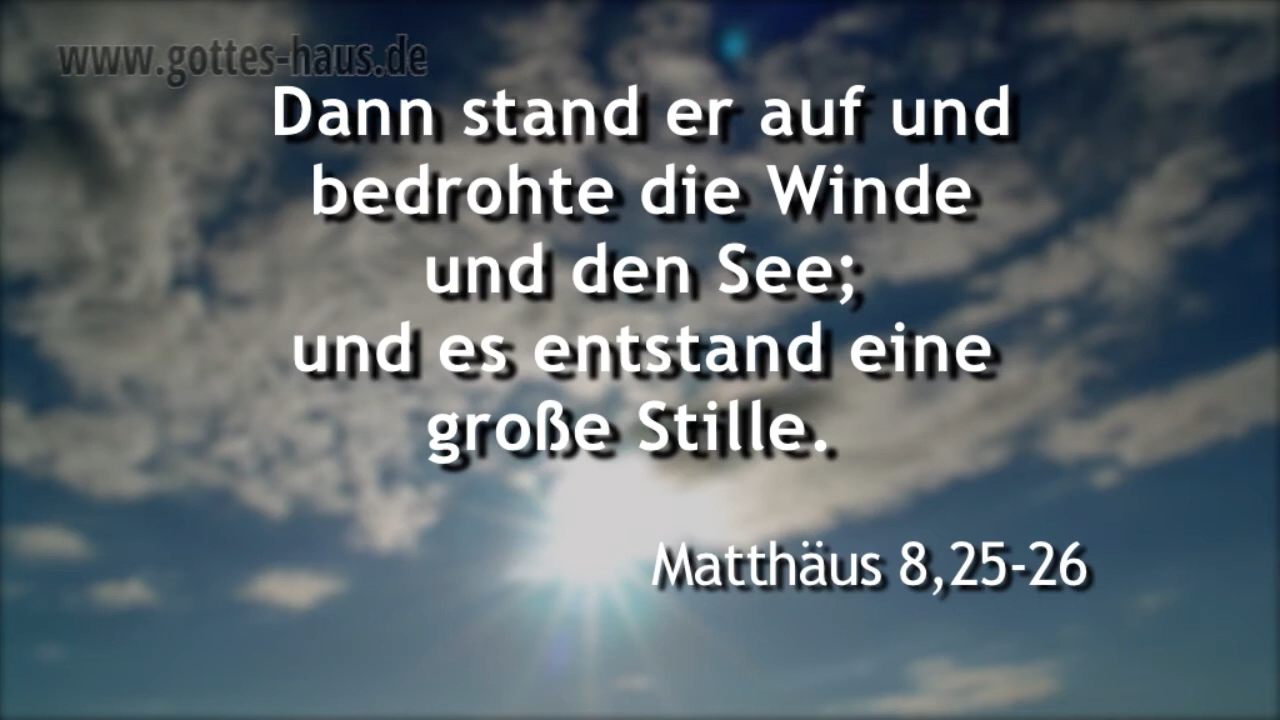 www.gottes-haus.de
Dann stand er auf und
bedrohte die Winde
und den See;
und es entstand eine
große Stille.
Matthäus 8,25-26